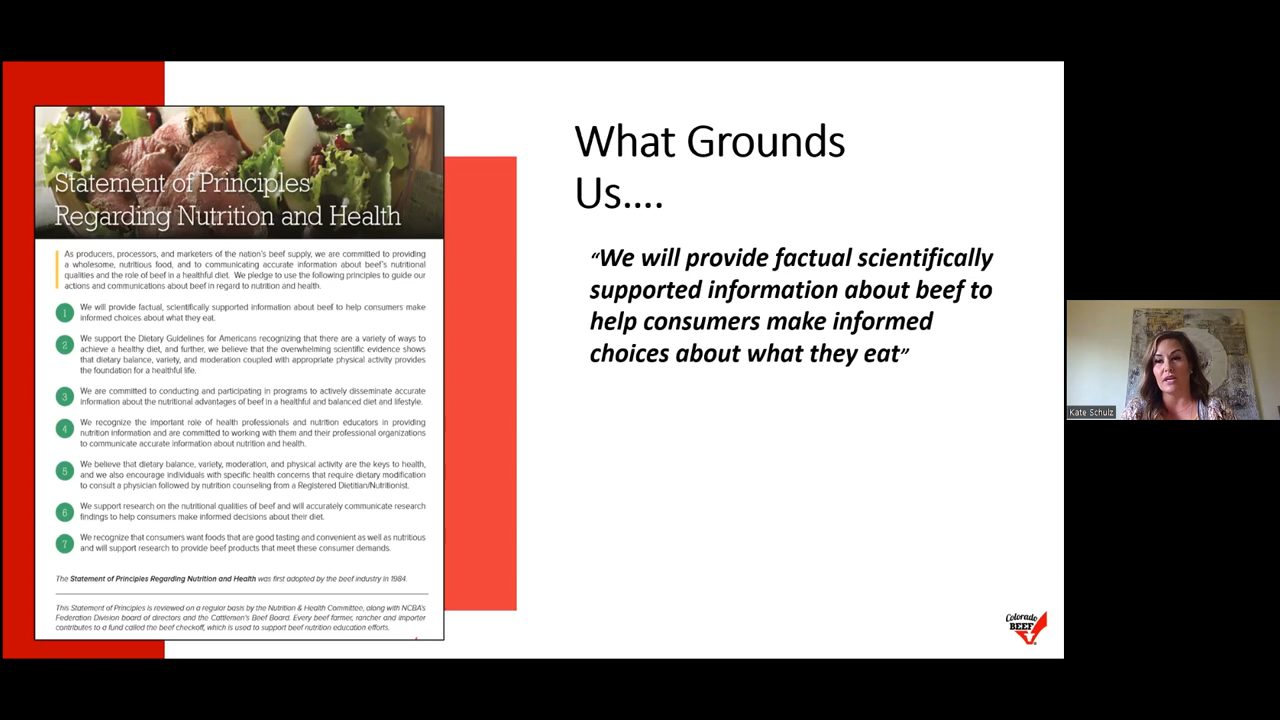 Statement of Principles
Regarding Nutrition and Health
As producers, processors, and marketers of the nation's beef supply, we are committed to providing
a wholesome, nutritious food, and to communicating accurate information about beef's nutritional
qualities and the role of beef in a healthful diet. We pledge to use the following principles to guide our
actions and communications about beef in regard to nutrition and health.
1 We will provide factual, scientifically supported information about beef to help consumers make
informed choices about what they eat.
2 We support the Dietary Guidelines for Americans recognizing that there are a variety of ways to
achieve a healthy diet, and further, we believe that the overwhelming scientific evidence shows
that dietary balance, variety, and moderation coupled with appropriate physical activity provides
the foundation for a healthful life.
3 We are committed to conducting and participating in programs to actively disseminate accurate
information about the nutritional advantages of beef in a healthful and balanced diet and lifestyle.
4 We recognize the important role of health professionals and nutrition educators in providing
nutrition information and are committed to working with them and their professional organizations
to communicate accurate information about nutrition and health.
5 We believe that dietary balance, variety, moderation, and physical activity are the keys to health,
and we also encourage individuals with specific health concerns that require dietary modification
to consult a physician followed by nutrition counseling from a Registered Dietitian/Nutritionist.
6 We support research on the nutritional qualities of beef and will accurately communicate research
findings to help consumers make informed decisions about their diet.
7 We recognize that consumers want foods that are good tasting and convenient as well as nutritious
and will support research to provide beef products that meet these consumer demands.
The Statement of Principles Regarding Nutrition and Health was first adopted by the beef industry in 1984.
This Statement of Principles is reviewed on a regular basis by the Nutrition & Health Committee, along with NCBA's
Federation Division board of directors and the Cattlemen's Beef Board. Every beef farmer, rancher and importer
contributes to a fund called the beef checkoff, which is used to support beef nutrition education efforts.
What Grounds
Us....
“We will provide factual scientifically
supported information about beef to
help consumers make informed
choices about what they eat”
Colorado
BEEF
Kate Schulz